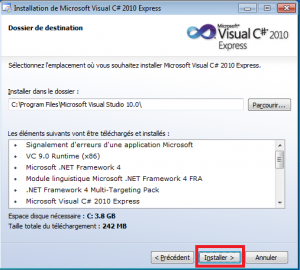 Installation de Microsoft Visual C# 2010 Express
Dossier de destination
Microsoft
Visual C# 2010
Express
Sélectionnez l'emplacement où vous souhaitez installer Microsoft Visual C# 2010 Express.
Installer dans le dossier :
C:\Program Files\Microsoft Visual Studio 10.0\
Parcourir...
Les éléments suivants vont être téléchargés et installés :
• Signalement d'erreurs d'une application Microsoft
• VC 9.0 Runtime (x86)
• Microsoft .NET Framework 4
• Module linguistique Microsoft .NET Framework 4 FRA
• .NET Framework 4 Multi-Targeting Pack
• Microsoft Visual C# 2010 Express
Espace disque nécessaire : C: 3.8 GB
Taille totale du téléchargement : 242 MB
< Précédent
Installer >
Annuler